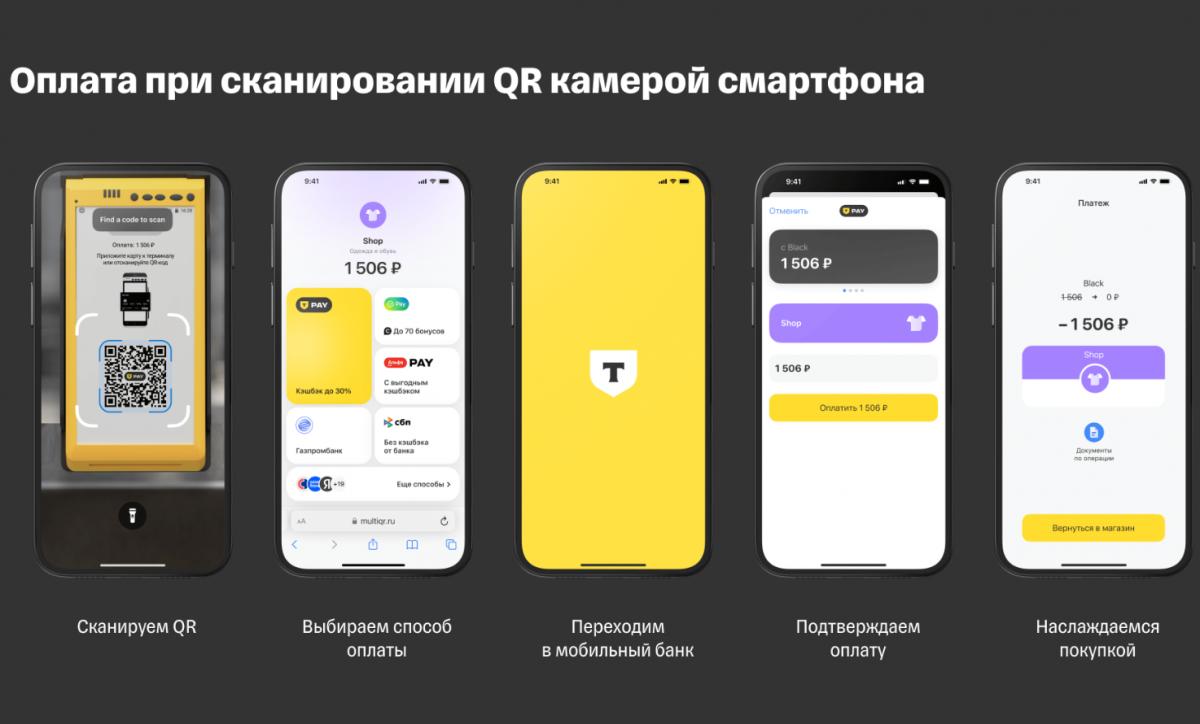 Оплата при сканировании QR камерой смартфона
Find a code to scan
Оплата: 1 506 ₽
Приложите карту к терминалу
или отсканируйте QR-код
PAY
9:41
Shop
Одежда и обувь
1 506 ₽
PAY
Кэшбэк до 30%
Pay
До 70 бонусов
Альфа PAY
С выгодным
кэшбэком
Газпромбанк
сбп
Без кэшбэка
от банка
+19
Еще способы
AA
multiqr.ru
9:41
T
9:41
Отменить
PAY
с Black
1 506 ₽
Shop
1 506 ₽
Оплатить 1 506 ₽
9:41
Платеж
Black
1 506 → 0 ₽
–1 506 ₽
Shop
Документы
по операции
Вернуться в магазин
Сканируем QR
Выбираем способ
оплаты
Переходим
в мобильный банк
Подтверждаем
оплату
Наслаждаемся
покупкой